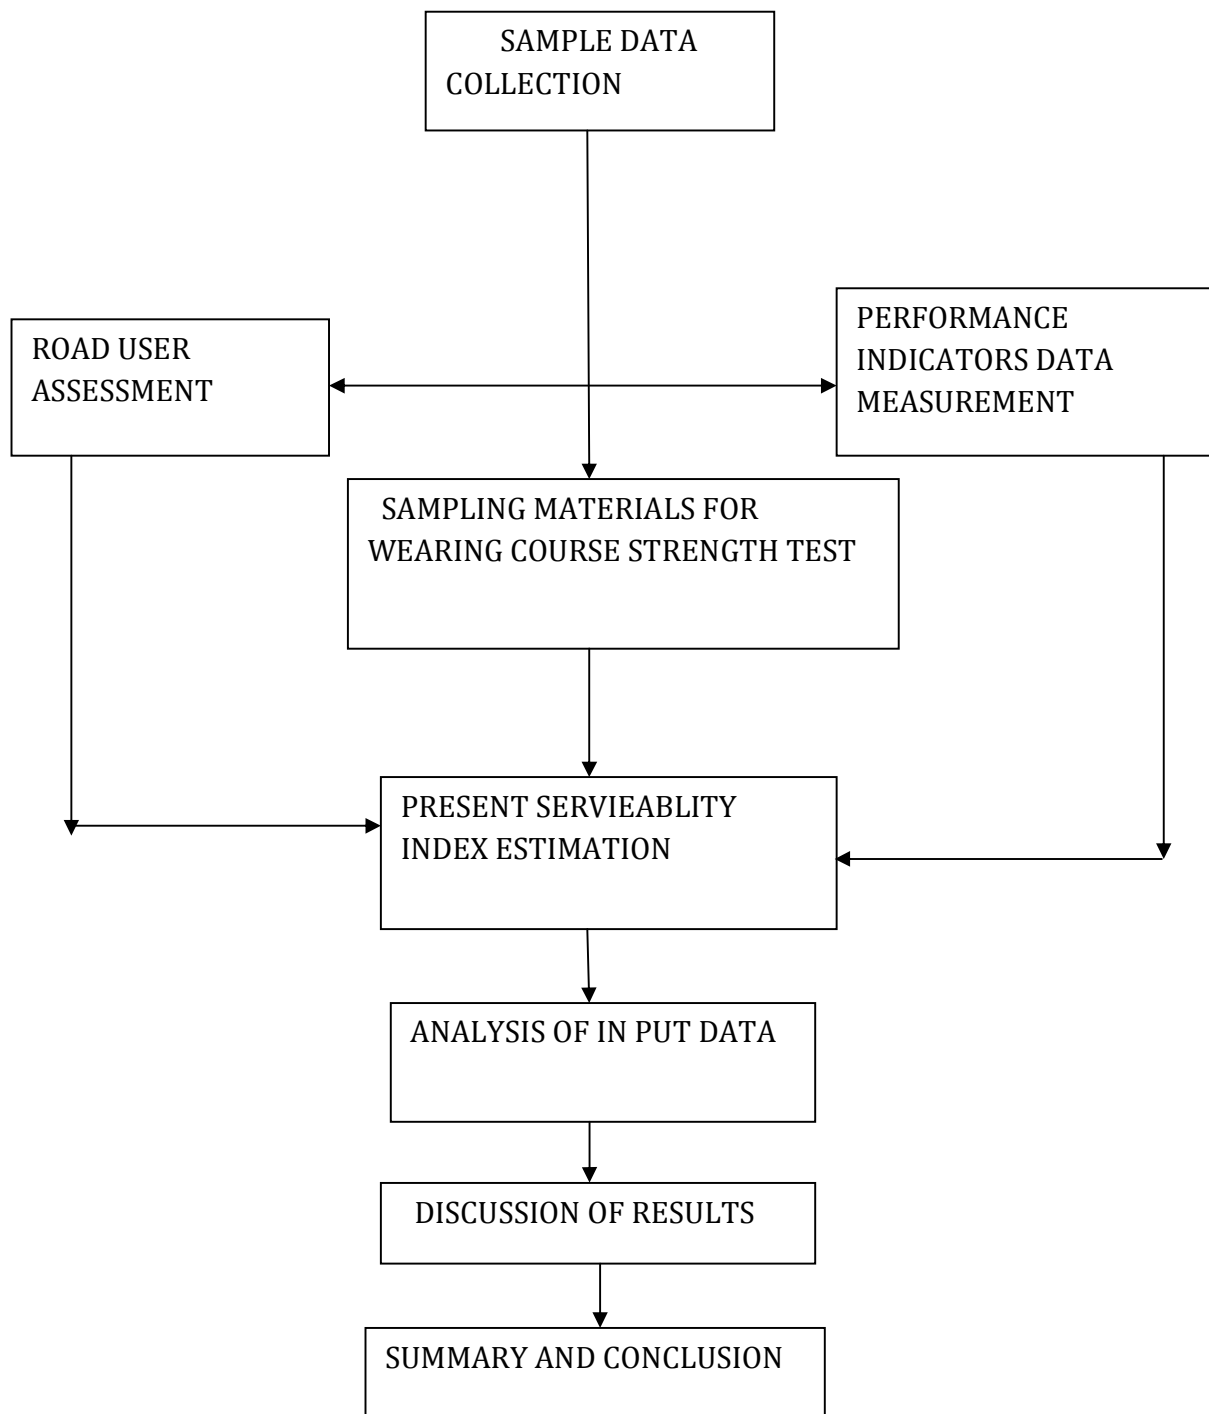 SAMPLE DATA
COLLECTION
ROAD USER
ASSESSMENT
PERFORMANCE
INDICATORS DATA
MEASUREMENT
SAMPLING MATERIALS FOR
WEARING COURSE STRENGTH TEST
PRESENT SERVIEABLITY
INDEX ESTIMATION
ANALYSIS OF IN PUT DATA
DISCUSSION OF RESULTS
SUMMARY AND CONCLUSION